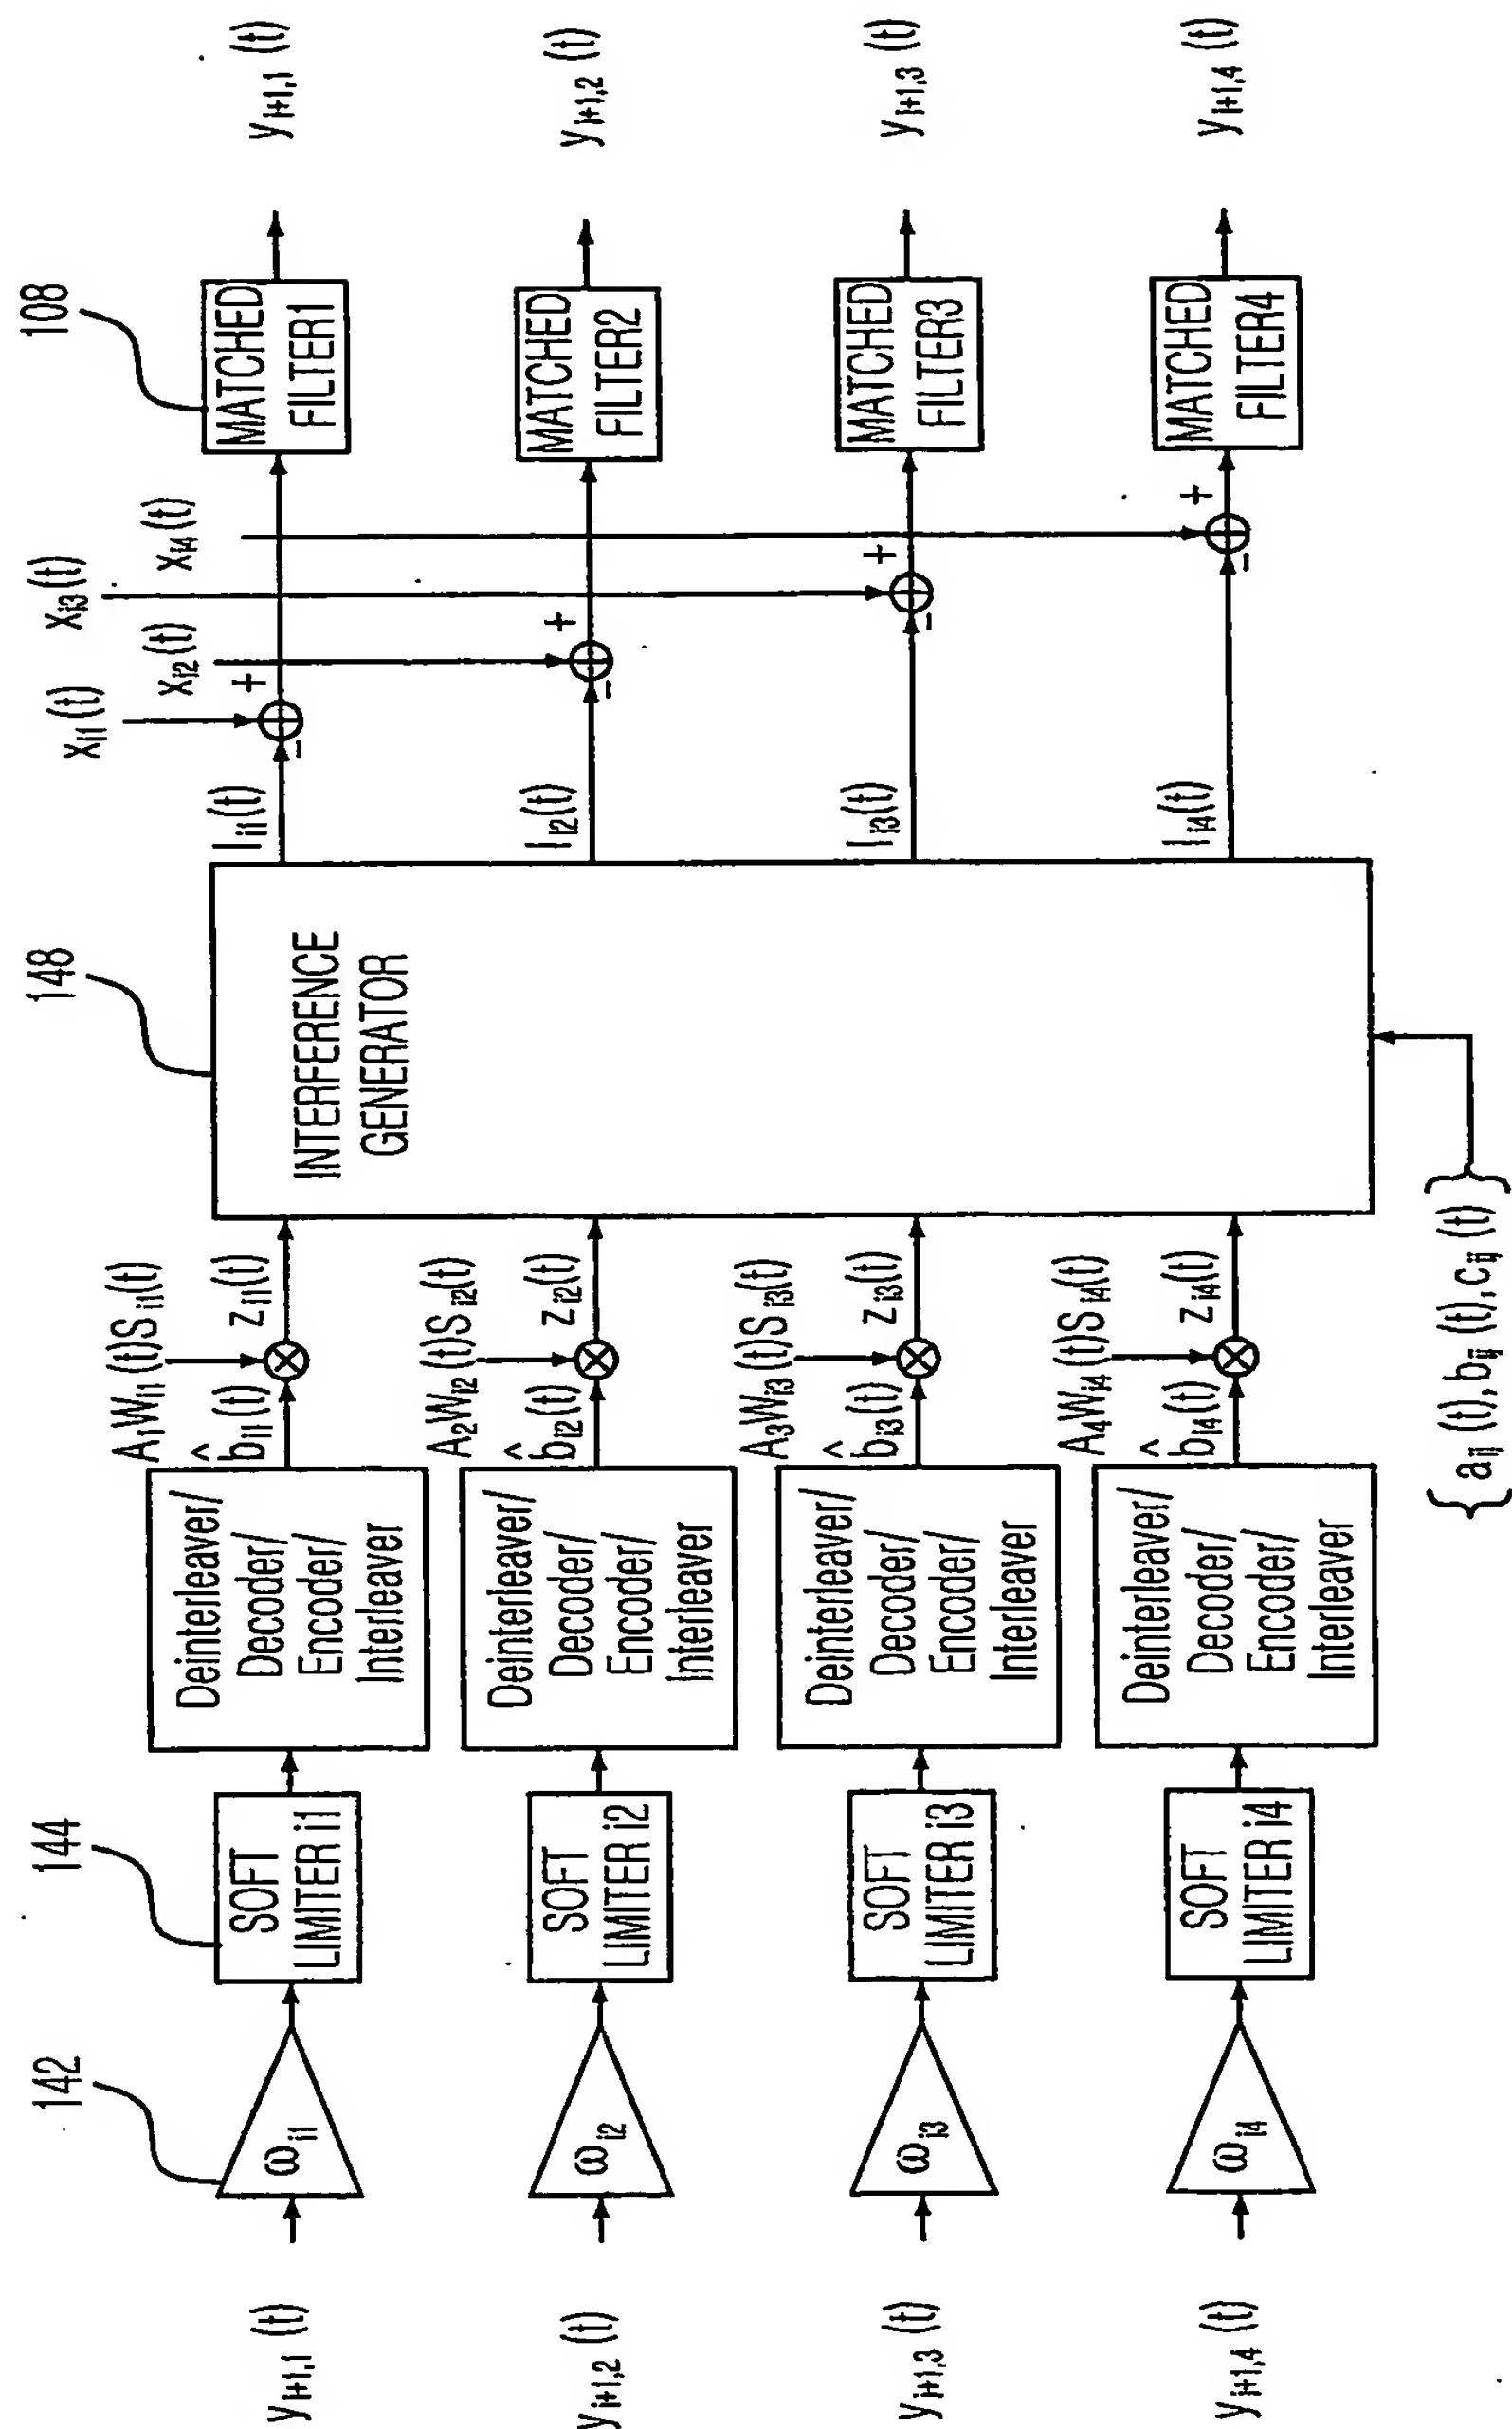 108
148
144
142
y_{i+1,1} (t)
ω_{i1}
SOFT
LIMITER i1
Deinterleaver/
Decoder/
Encoder/
Interleaver
b̂_{i1}(t)
A_1W_{i1}(t)S_{i1}(t)
z_{i1}(t)
INTERFERENCE
GENERATOR
I_{i1}(t)
-
+
x_{i1}(t)
MATCHED
FILTER1
y_{i+1,1} (t)
y_{i+1,2} (t)
ω_{i2}
SOFT
LIMITER i2
Deinterleaver/
Decoder/
Encoder/
Interleaver
b̂_{i2}(t)
A_2W_{i2}(t)S_{i2}(t)
z_{i2}(t)
I_{i2}(t)
-
+
x_{i2}(t)
MATCHED
FILTER2
y_{i+1,2} (t)
y_{i+1,3} (t)
ω_{i3}
SOFT
LIMITER i3
Deinterleaver/
Decoder/
Encoder/
Interleaver
b̂_{i3}(t)
A_3W_{i3}(t)S_{i3}(t)
z_{i3}(t)
I_{i3}(t)
-
+
x_{i3}(t)
MATCHED
FILTER3
y_{i+1,3} (t)
y_{i+1,4} (t)
ω_{i4}
SOFT
LIMITER i4
Deinterleaver/
Decoder/
Encoder/
Interleaver
b̂_{i4}(t)
A_4W_{i4}(t)S_{i4}(t)
z_{i4}(t)
I_{i4}(t)
-
+
x_{i4}(t)
MATCHED
FILTER4
y_{i+1,4} (t)
{a_{ij} (t),b_{ij} (t),c_{ij} (t)}